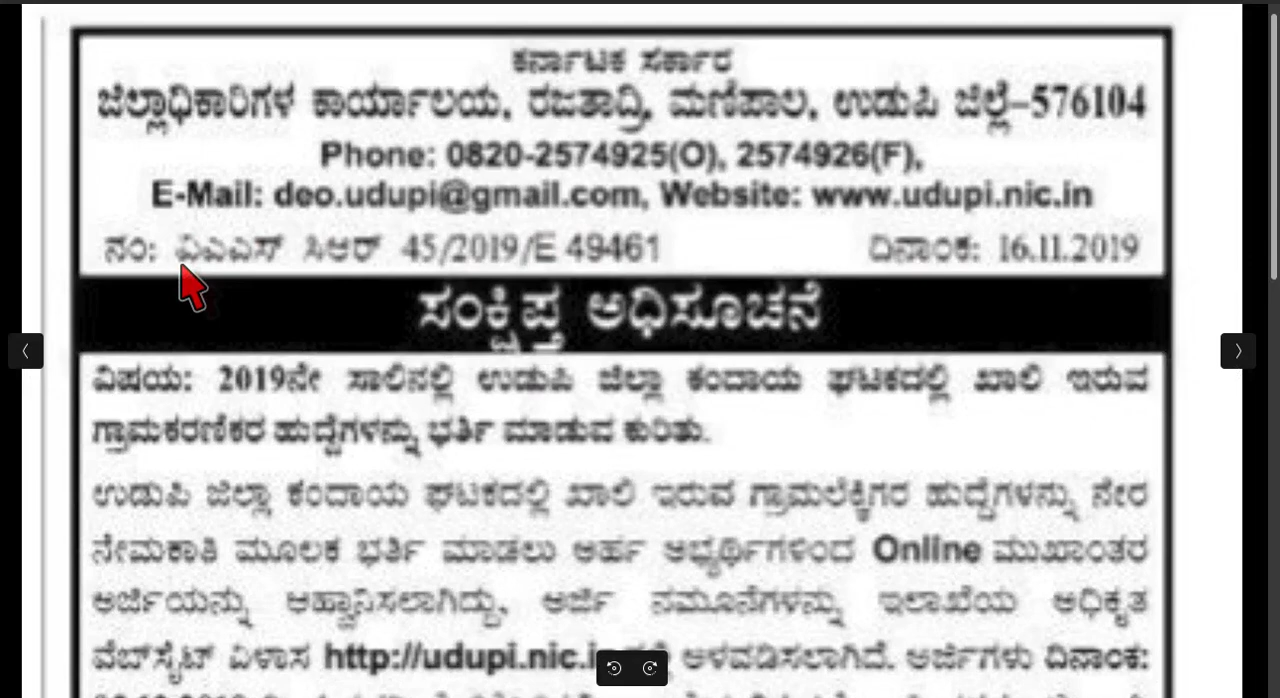 ಕರ್ನಾಟಕ ಸರ್ಕಾರ
ಜಿಲ್ಲಾಧಿಕಾರಿಗಳ ಕಾರ್ಯಾಲಯ, ರಜತಾದ್ರಿ, ಮಣಿಪಾಲ, ಉಡುಪಿ ಜಿಲ್ಲೆ–576104
Phone: 0820-2574925(O), 2574926(F),
E-Mail: deo.udupi@gmail.com, Website: www.udupi.nic.in
ನಂ: ವಿಎಎಸ್ ಸಿಆರ್ 45/2019/E 49461 ದಿನಾಂಕ: 16.11.2019
ಸಂಕ್ಷಿಪ್ತ ಅಧಿಸೂಚನೆ
ವಿಷಯ: 2019ನೇ ಸಾಲಿನಲ್ಲಿ ಉಡುಪಿ ಜಿಲ್ಲಾ ಕಂದಾಯ ಘಟಕದಲ್ಲಿ ಖಾಲಿ ಇರುವ
ಗ್ರಾಮಕರಣಿಕರ ಹುದ್ದೆಗಳನ್ನು ಭರ್ತಿ ಮಾಡುವ ಕುರಿತು.
ಉಡುಪಿ ಜಿಲ್ಲಾ ಕಂದಾಯ ಘಟಕದಲ್ಲಿ ಖಾಲಿ ಇರುವ ಗ್ರಾಮಲೆಕ್ಕಿಗರ ಹುದ್ದೆಗಳನ್ನು ನೇರ
ನೇಮಕಾತಿ ಮೂಲಕ ಭರ್ತಿ ಮಾಡಲು ಅರ್ಹ ಅಭ್ಯರ್ಥಿಗಳಿಂದ Online ಮುಖಾಂತರ
ಅರ್ಜಿಯನ್ನು ಆಹ್ವಾನಿಸಲಾಗಿದ್ದು, ಅರ್ಜಿ ನಮೂನೆಗಳನ್ನು ಇಲಾಖೆಯ ಅಧಿಕೃತ
ವೆಬ್‌ಸೈಟ್ ವಿಳಾಸ http://udupi.nic.i ಅಳವಡಿಸಲಾಗಿದೆ. ಅರ್ಜಿಗಳು ದಿನಾಂಕ: